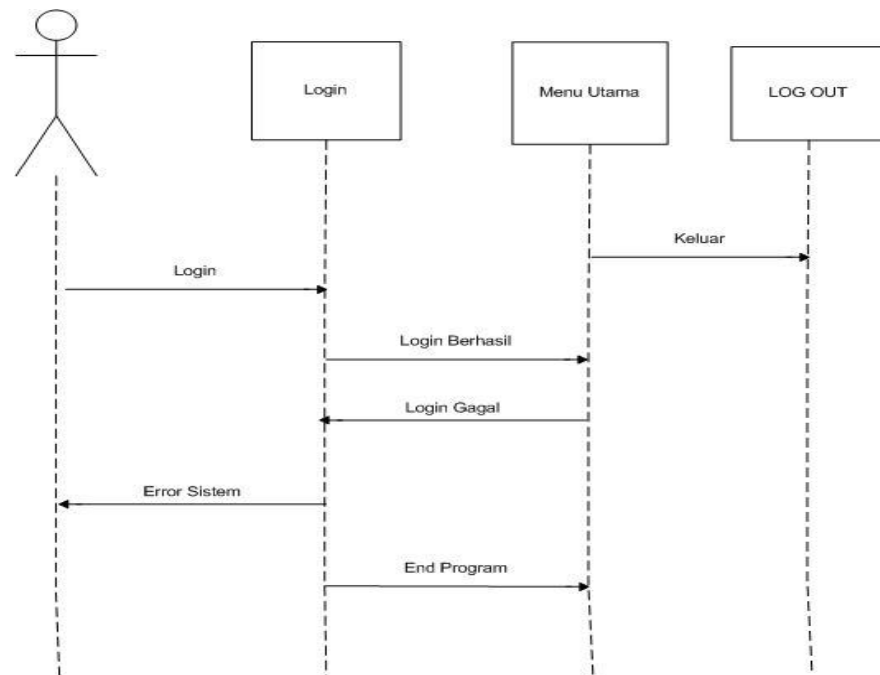 Login
Menu Utama
LOG OUT
Keluar
Login
Login Berhasil
Login Gagal
Error Sistem
End Program